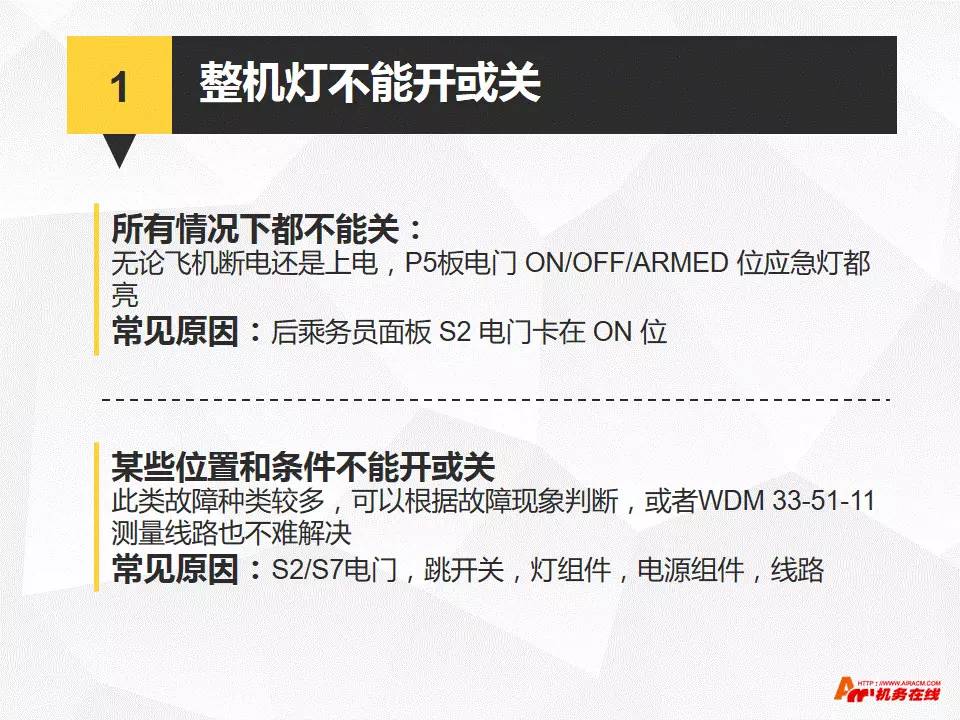 1
整机灯不能开或关
所有情况下都不能关：
无论飞机断电还是上电，P5板电门 ON/OFF/ARMED 位应急灯都
亮
常见原因：后乘务员面板 S2 电门卡在 ON 位
某些位置和条件不能开或关
此类故障种类较多，可以根据故障现象判断，或者WDM 33-51-11
测量线路也不难解决
常见原因：S2/S7电门，跳开关，灯组件，电源组件，线路
HTTP://WWW.AIRACM.COM
机务在线